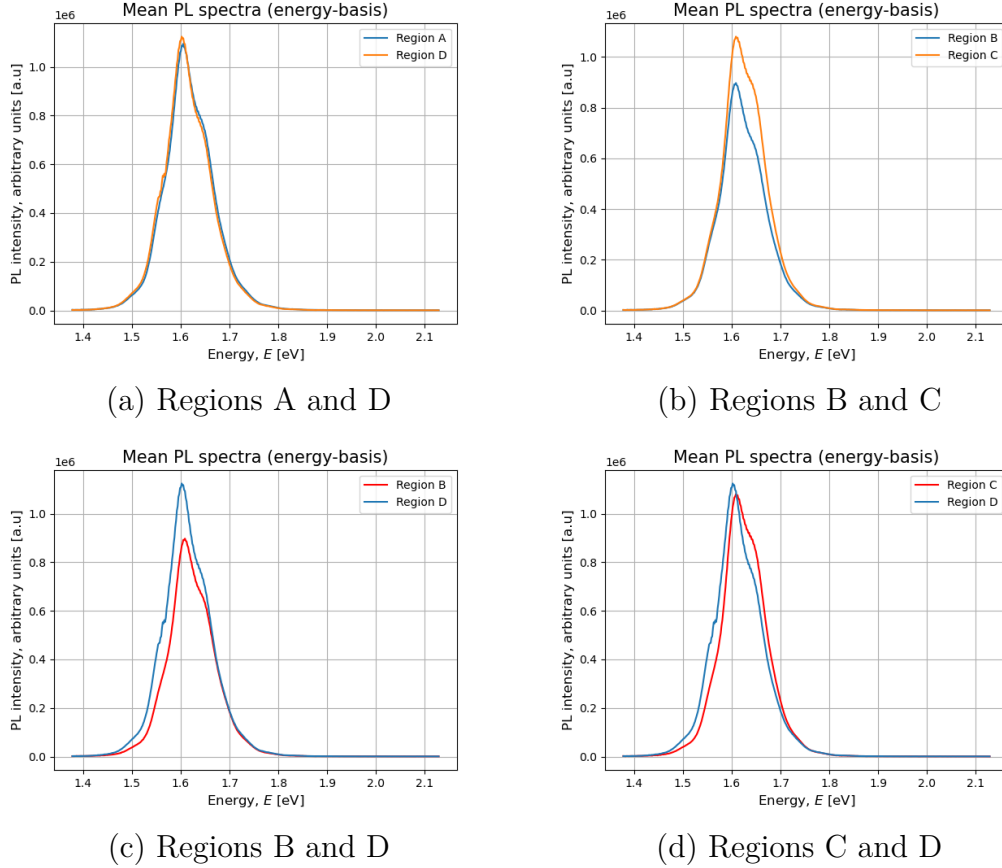 Mean PL spectra (energy-basis)
1e6
PL intensity, arbitrary units [a.u]
1.0
0.8
0.6
0.4
0.2
0.0
Region A
Region D
1.4 1.5 1.6 1.7 1.8 1.9 2.0 2.1
Energy, E [eV]
(a) Regions A and D
Mean PL spectra (energy-basis)
1e6
PL intensity, arbitrary units [a.u]
1.0
0.8
0.6
0.4
0.2
0.0
Region B
Region C
1.4 1.5 1.6 1.7 1.8 1.9 2.0 2.1
Energy, E [eV]
(b) Regions B and C
Mean PL spectra (energy-basis)
1e6
PL intensity, arbitrary units [a.u]
1.0
0.8
0.6
0.4
0.2
0.0
Region B
Region D
1.4 1.5 1.6 1.7 1.8 1.9 2.0 2.1
Energy, E [eV]
(c) Regions B and D
Mean PL spectra (energy-basis)
1e6
PL intensity, arbitrary units [a.u]
1.0
0.8
0.6
0.4
0.2
0.0
Region C
Region D
1.4 1.5 1.6 1.7 1.8 1.9 2.0 2.1
Energy, E [eV]
(d) Regions C and D